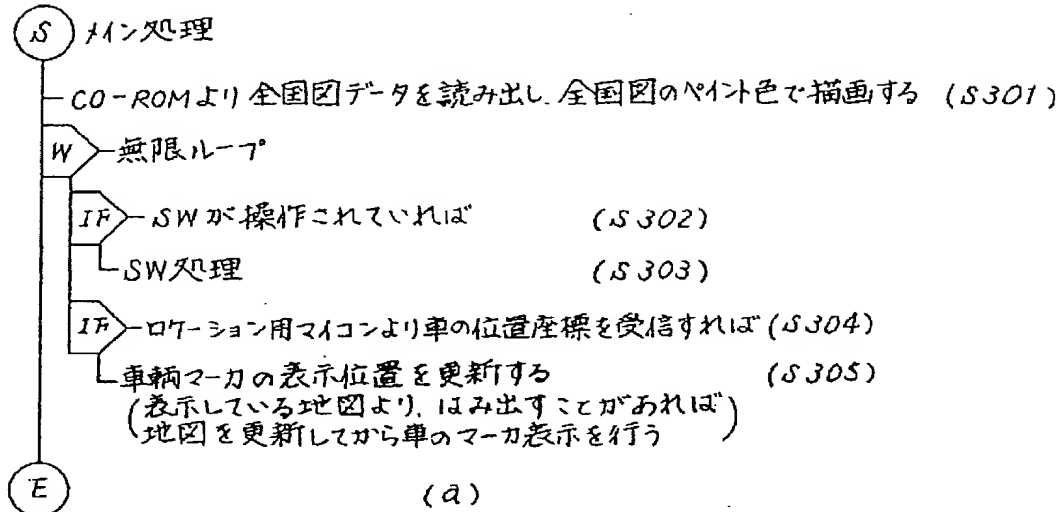 S メイン処理
CD-ROMより全国図データを読み出し、全国図のペイント色で描画する (S301)
W 無限ループ
IF SWが操作されていれば (S302)
SW処理 (S303)
IF ロケーション用マイコンより車の位置座標を受信すれば (S304)
車輌マーカの表示位置を更新する (S305)
(表示している地図より、はみ出すことがあれば
地図を更新してから車のマーカ表示を行う)
E
(a)